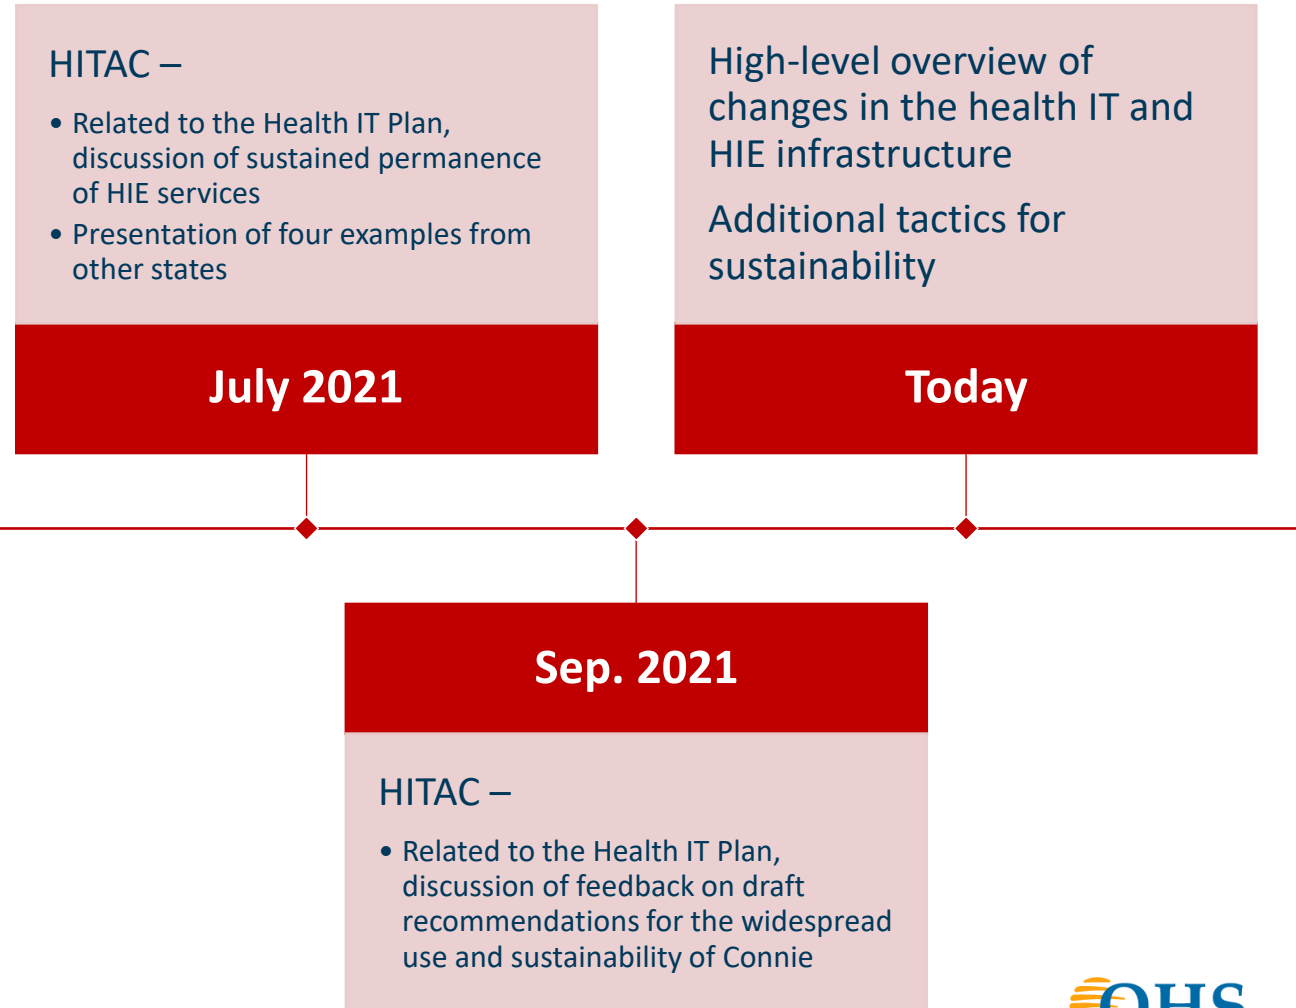 HITAC –
• Related to the Health IT Plan,
discussion of sustained permanence
of HIE services
• Presentation of four examples from
other states
July 2021
High-level overview of
changes in the health IT and
HIE infrastructure
Additional tactics for
sustainability
Today
Sep. 2021
HITAC –
• Related to the Health IT Plan,
discussion of feedback on draft
recommendations for the widespread
use and sustainability of Connie
OHS